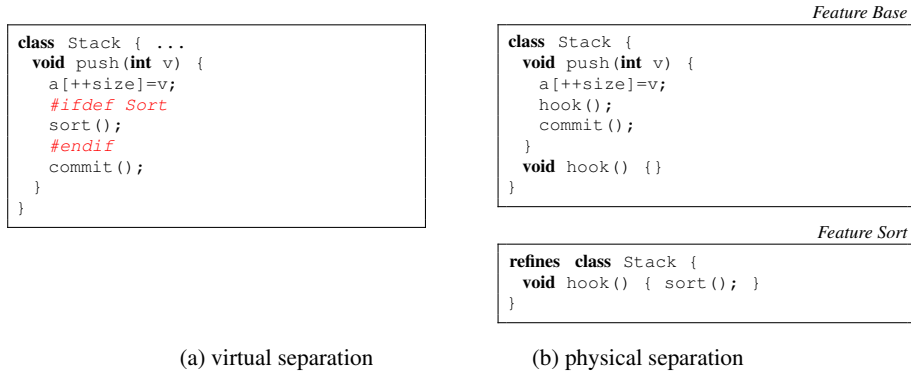 class Stack { ...
void push(int v) {
a[++size]=v;
#ifdef Sort
sort();
#endif
commit();
}
}
(a) virtual separation
Feature Base
class Stack {
void push(int v) {
a[++size]=v;
hook();
commit();
}
void hook() {}
}
Feature Sort
refines class Stack {
void hook() { sort(); }
}
(b) physical separation